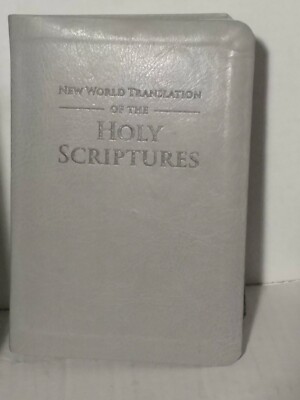 NEW WORLD TRANSLATION
OF THE
HOLY
SCRIPTURES